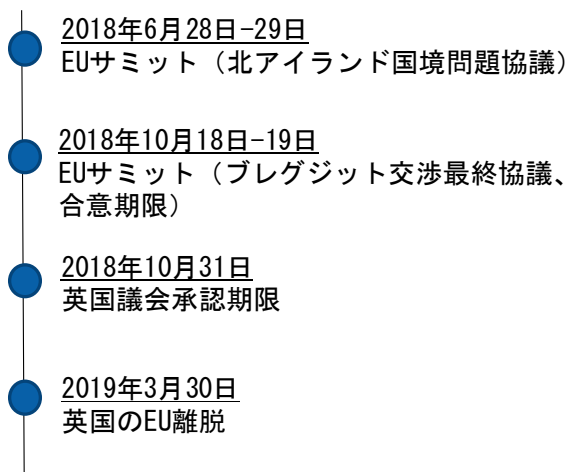 2018年6月28日-29日
EUサミット（北アイランド国境問題協議）
2018年10月18日-19日
EUサミット（ブレグジット交渉最終協議、
合意期限）
2018年10月31日
英国議会承認期限
2019年3月30日
英国のEU離脱